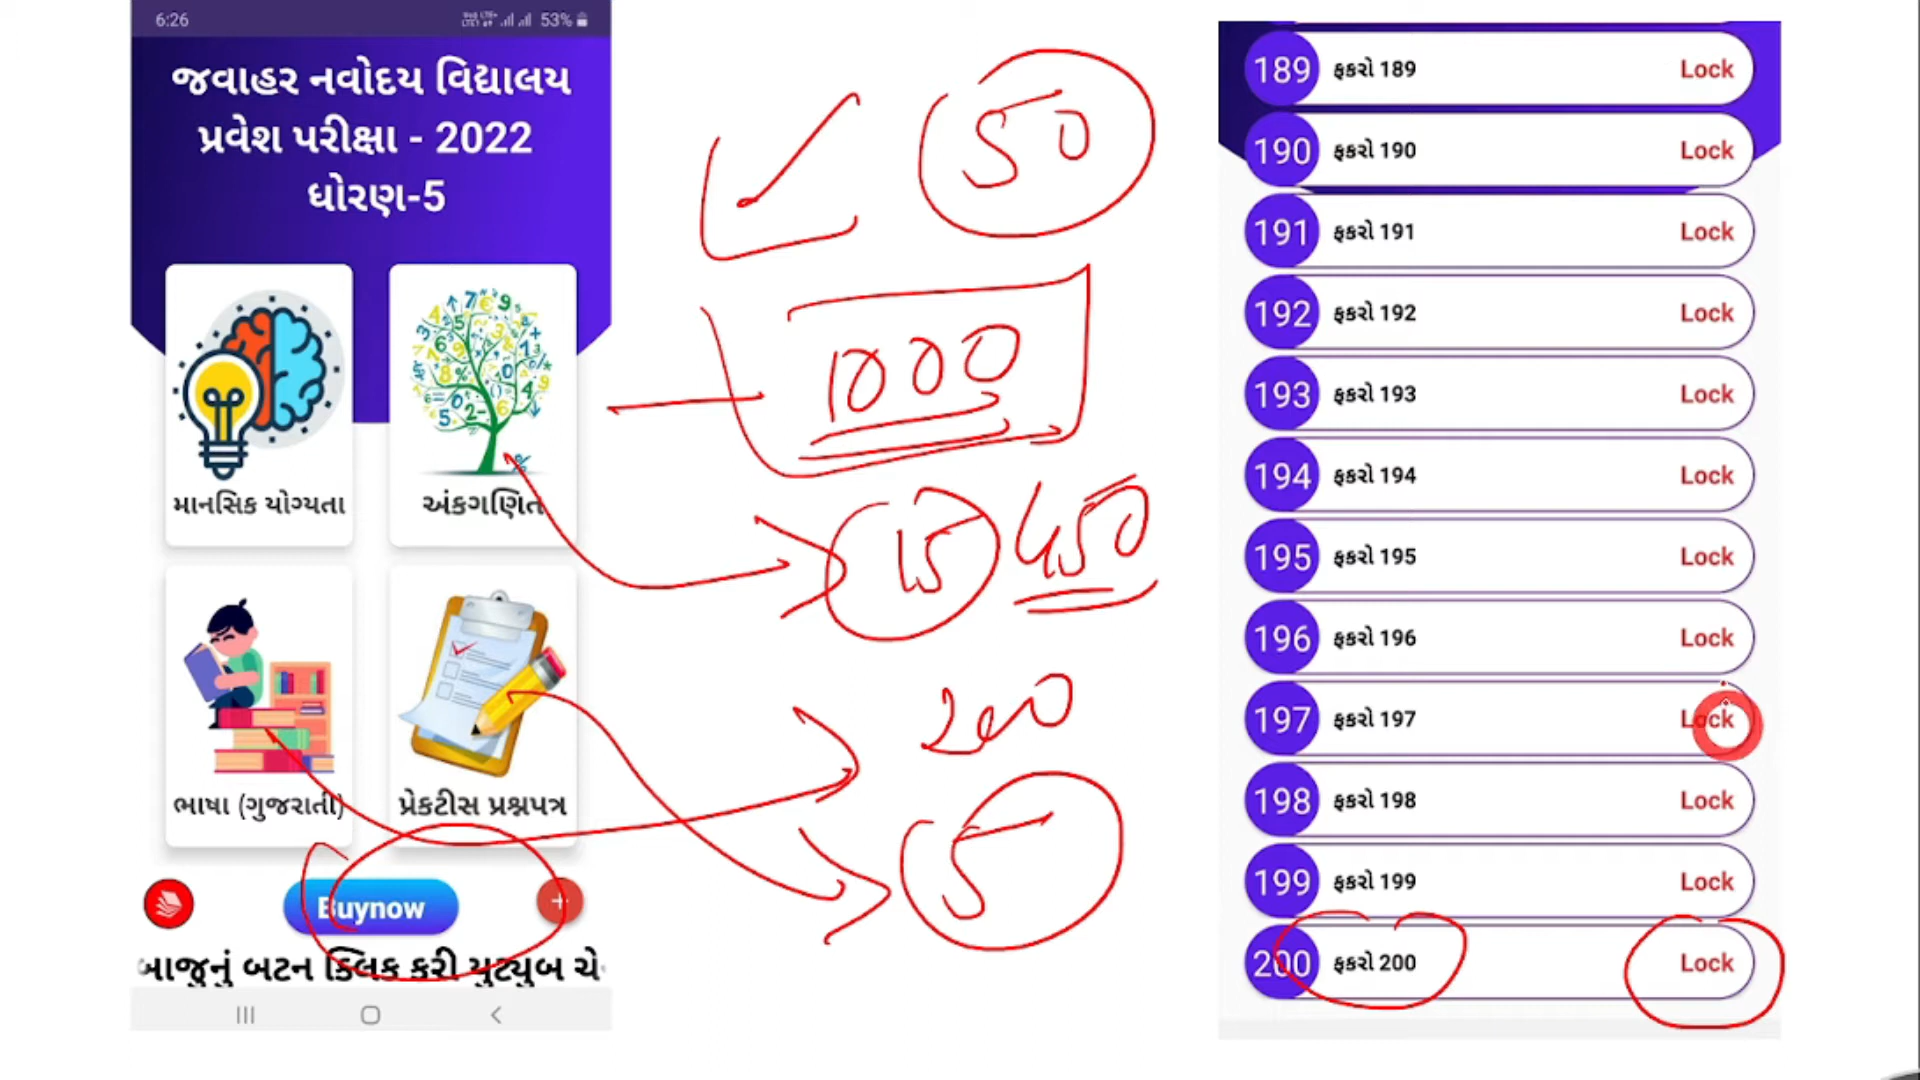 6:26
53%
જવાહર નવોદય વિદ્યાલય
પ્રવેશ પરીક્ષા - 2022
ધોરણ-5
માનસિક યોગ્યતા
અંકગણિત
ભાષા (ગુજરાતી)
પ્રેકટીસ પ્રશ્નપત્ર
Buynow
બાજુનું બટન ક્લિક કરી યુટ્યુબ ચે
50
1000
15 450
200
5
189 ફકરો 189 Lock
190 ફકરો 190 Lock
191 ફકરો 191 Lock
192 ફકરો 192 Lock
193 ફકરો 193 Lock
194 ફકરો 194 Lock
195 ફકરો 195 Lock
196 ફકરો 196 Lock
197 ફકરો 197 Lock
198 ફકરો 198 Lock
199 ફકરો 199 Lock
200 ફકરો 200 Lock